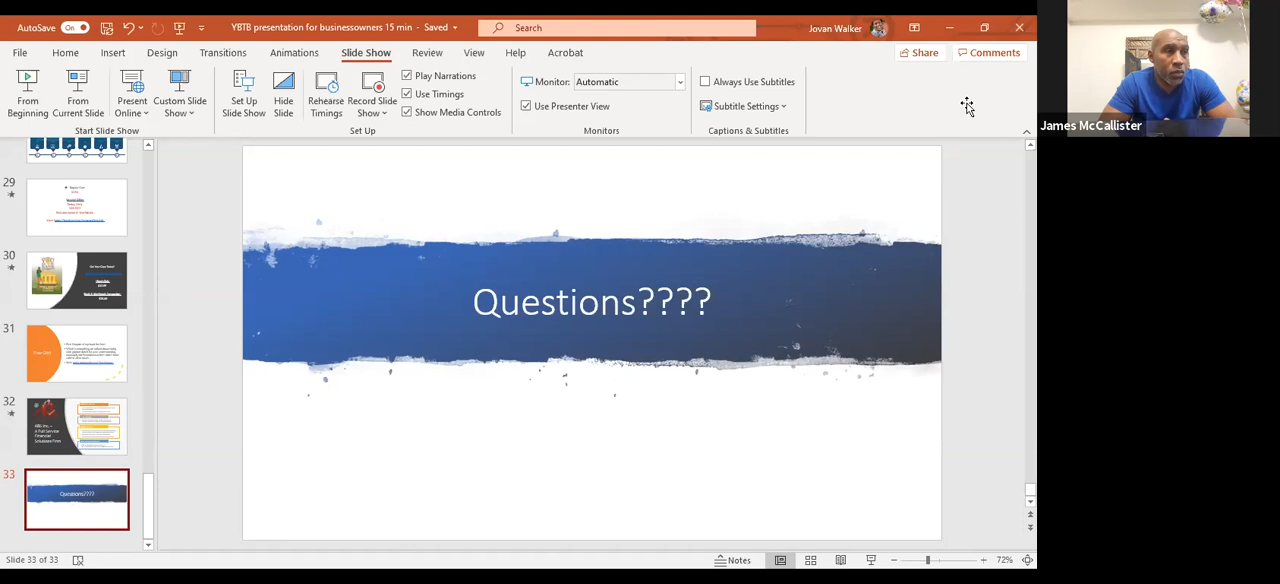 AutoSave On YBTB presentation for businessowners 15 min - Saved Search Jovan Walker
File Home Insert Design Transitions Animations Slide Show Review View Help Acrobat Share Comments
From Beginning
From Current Slide
Present Online
Custom Slide Show
Start Slide Show
Set Up Slide Show
Hide Slide
Rehearse Timings
Record Slide Show
Play Narrations
Use Timings
Show Media Controls
Set Up
Monitor: Automatic
Use Presenter View
Monitors
Always Use Subtitles
Subtitle Settings
Captions & Subtitles
James McCallister
29
30
31
32
33
Questions????
Questions????
Slide 33 of 33 Notes 72%